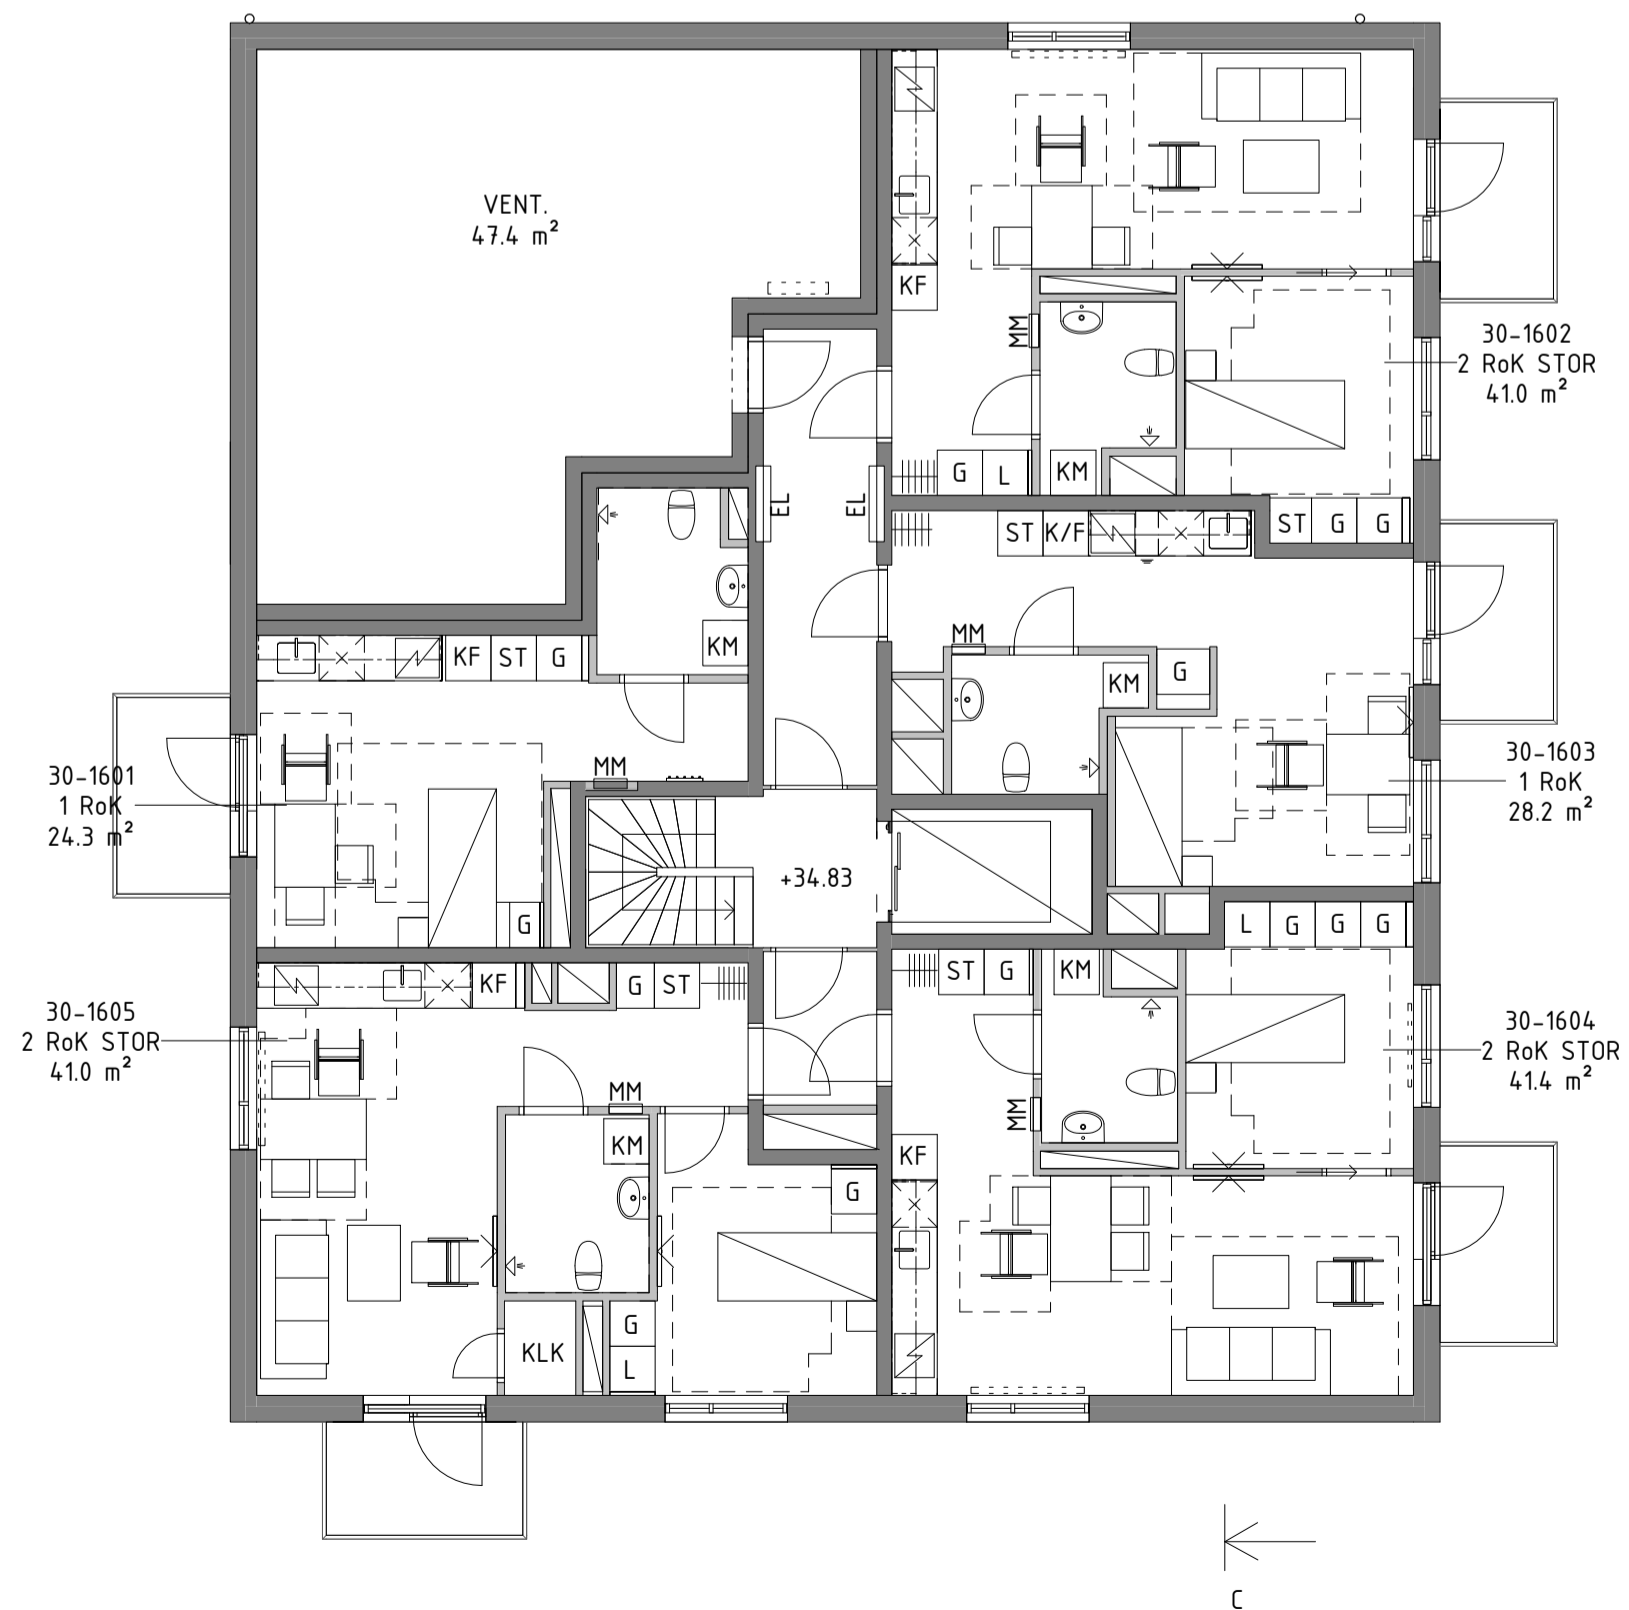 VENT.
47.4 m²
KF
MM
30-1602
2 RoK STOR
41.0 m²
G
L
KM
EL
EL
ST
G
G
ST
K/F
KM
MM
KF
ST
G
KM
G
30-1601
1 RoK
24.3 m²
MM
30-1603
1 RoK
28.2 m²
+34.83
G
L
G
G
G
KF
G
ST
ST
G
KM
30-1605
2 RoK STOR
41.0 m²
30-1604
2 RoK STOR
41.4 m²
MM
MM
KM
KF
G
G
KLK
L
C